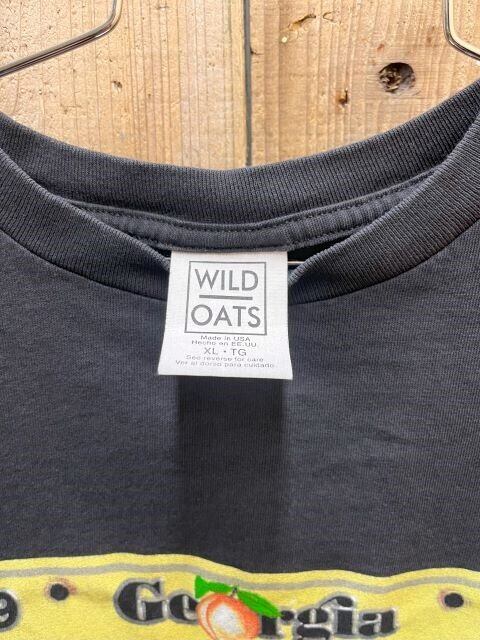 WILD
OATS
Made in USA
Hecho en EE.UU.
XL • TG
See reverse for care
Ver al dorso para cuidado
9 • Georgia •